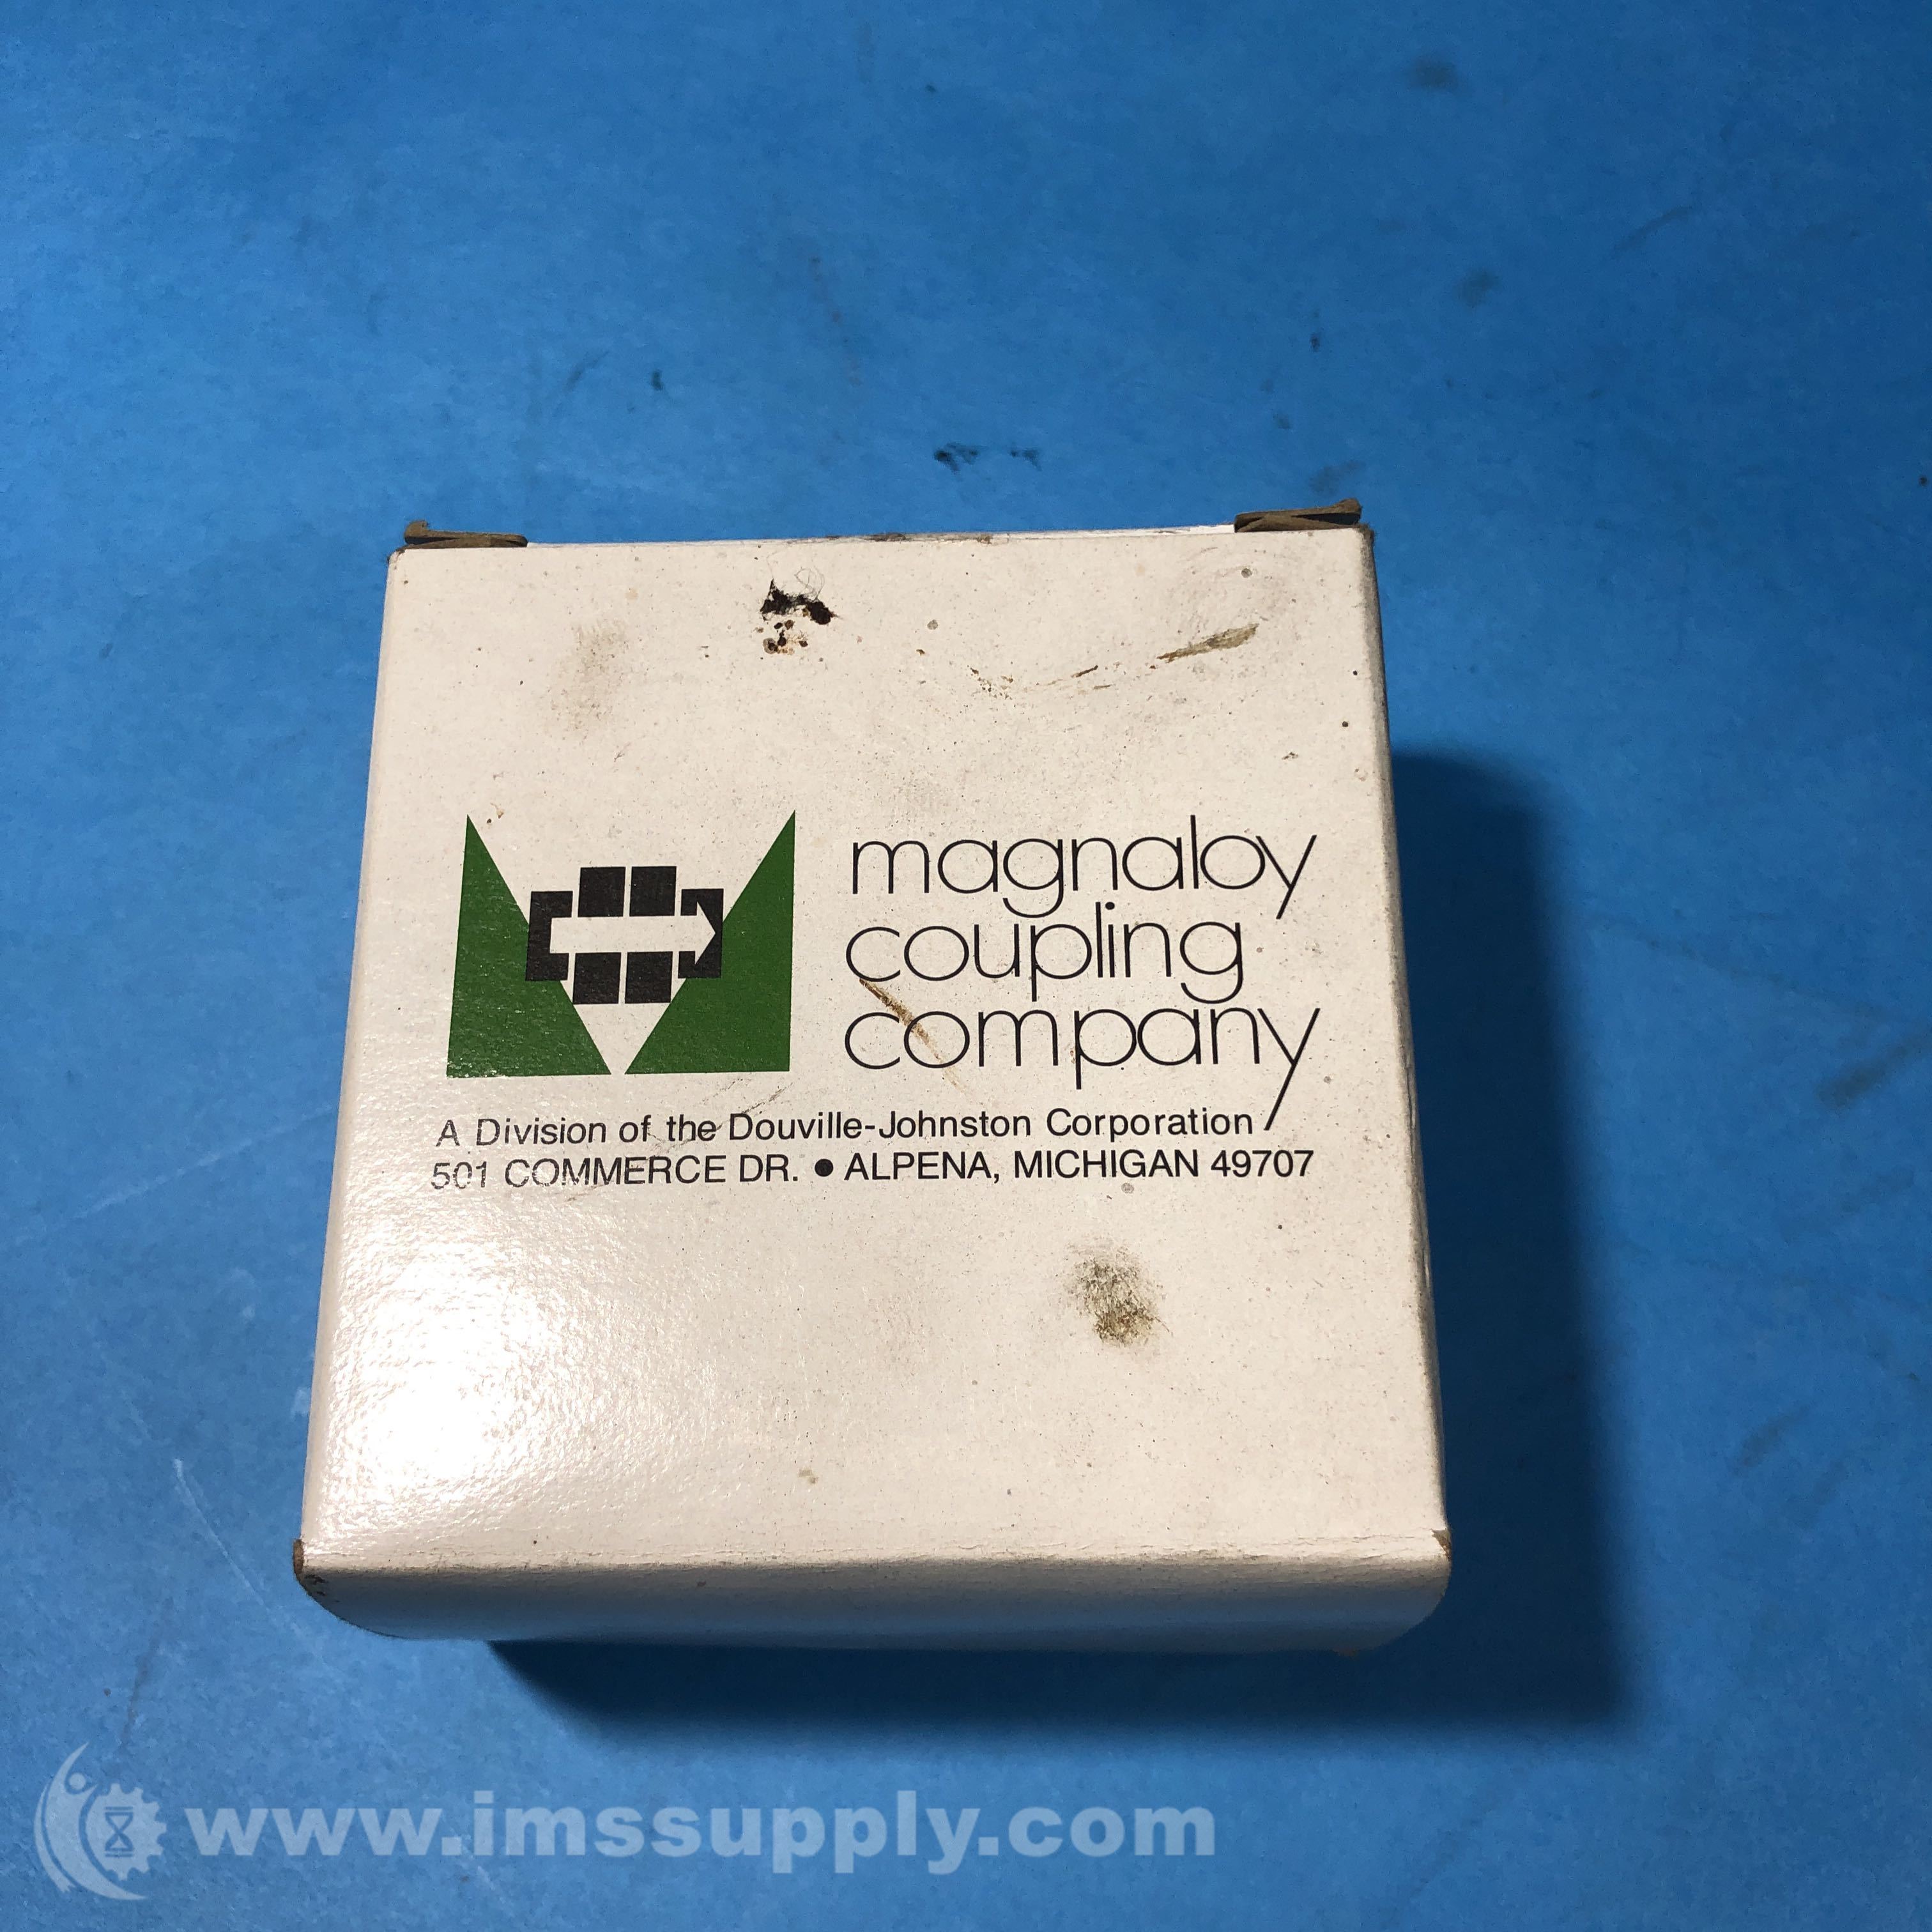 magnaloy
coupling
company
A Division of the Douville-Johnston Corporation
501 COMMERCE DR. ● ALPENA, MICHIGAN 49707
www.imssupply.com